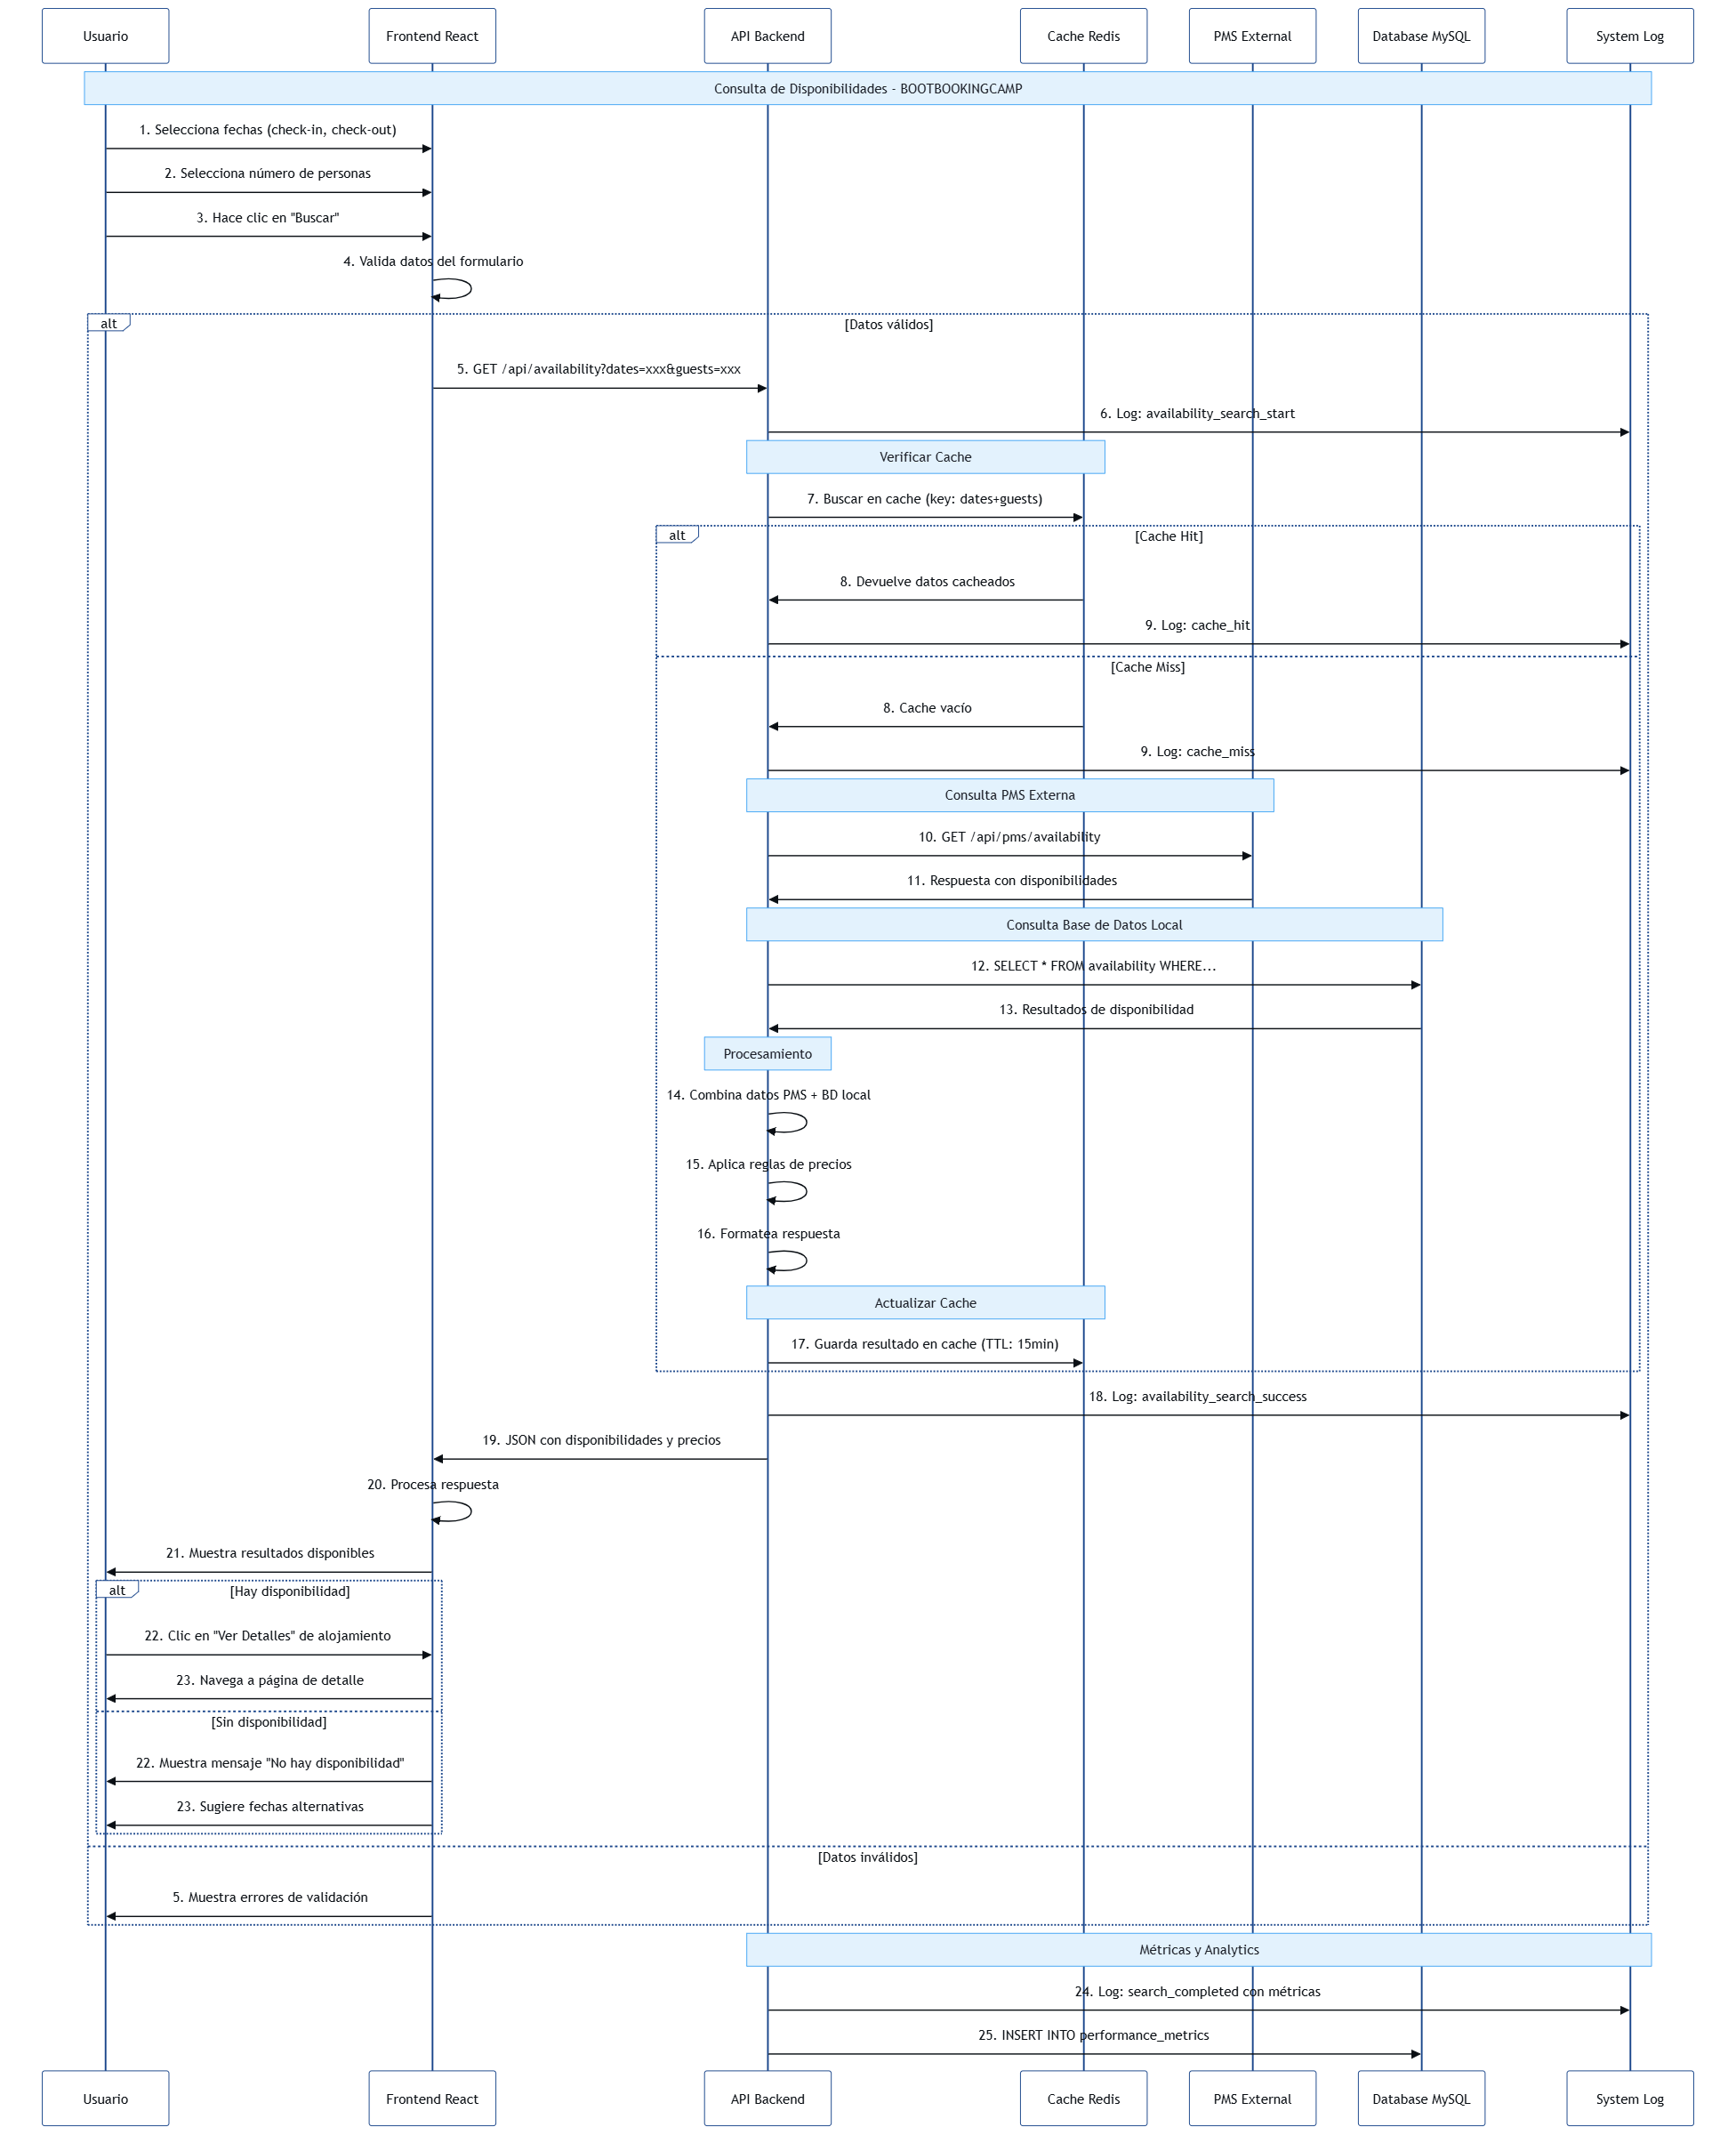 Usuario
Frontend React
API Backend
Cache Redis
PMS External
Database MySQL
System Log
Consulta de Disponibilidades - BOOTBOOKINGCAMP
1. Selecciona fechas (check-in, check-out)
2. Selecciona número de personas
3. Hace clic en "Buscar"
4. Valida datos del formulario
alt
[Datos válidos]
5. GET /api/availability?dates=xxx&guests=xxx
6. Log: availability_search_start
Verificar Cache
7. Buscar en cache (key: dates+guests)
alt
[Cache Hit]
8. Devuelve datos cacheados
9. Log: cache_hit
[Cache Miss]
8. Cache vacío
9. Log: cache_miss
Consulta PMS Externa
10. GET /api/pms/availability
11. Respuesta con disponibilidades
Consulta Base de Datos Local
12. SELECT * FROM availability WHERE...
13. Resultados de disponibilidad
Procesamiento
14. Combina datos PMS + BD local
15. Aplica reglas de precios
16. Formatea respuesta
Actualizar Cache
17. Guarda resultado en cache (TTL: 15min)
18. Log: availability_search_success
19. JSON con disponibilidades y precios
20. Procesa respuesta
21. Muestra resultados disponibles
alt
[Hay disponibilidad]
22. Clic en "Ver Detalles" de alojamiento
23. Navega a página de detalle
[Sin disponibilidad]
22. Muestra mensaje "No hay disponibilidad"
23. Sugiere fechas alternativas
[Datos inválidos]
5. Muestra errores de validación
Métricas y Analytics
24. Log: search_completed con métricas
25. INSERT INTO performance_metrics
Usuario
Frontend React
API Backend
Cache Redis
PMS External
Database MySQL
System Log